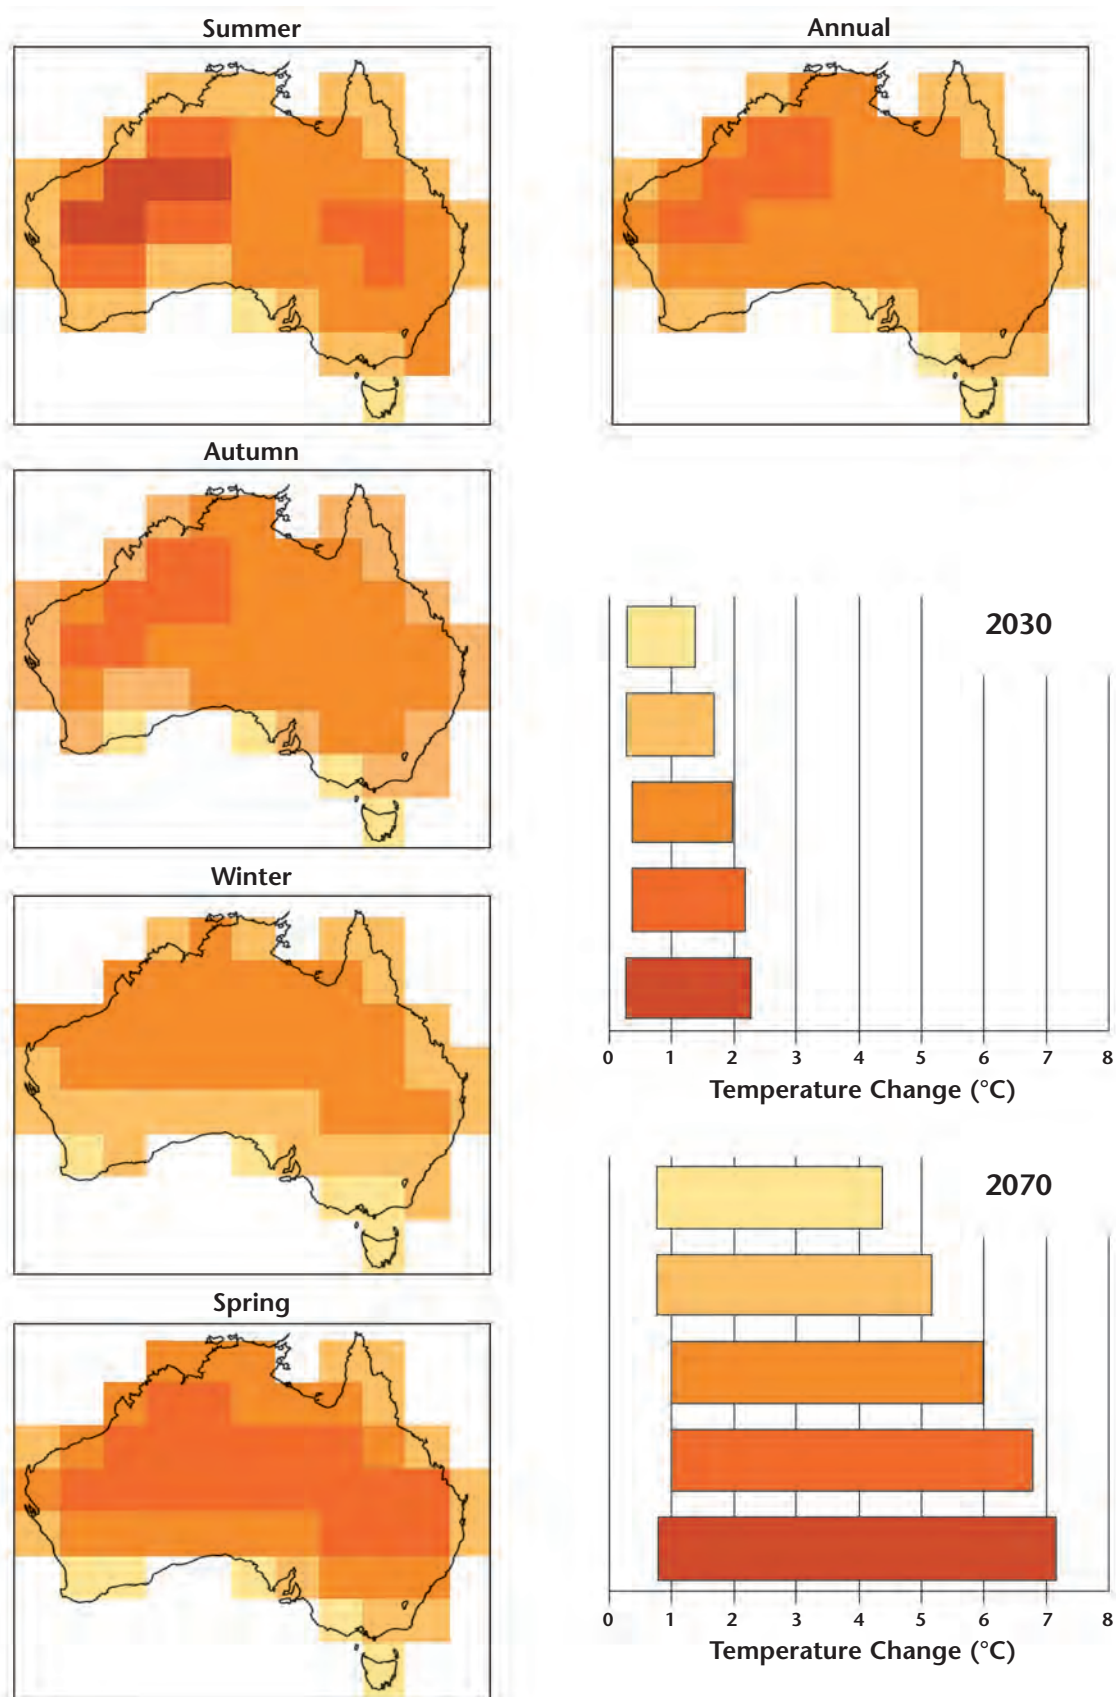 Summer
Annual
Autumn
Winter
Spring
2030
0 1 2 3 4 5 6 7 8
Temperature Change (°C)
2070
0 1 2 3 4 5 6 7 8
Temperature Change (°C)